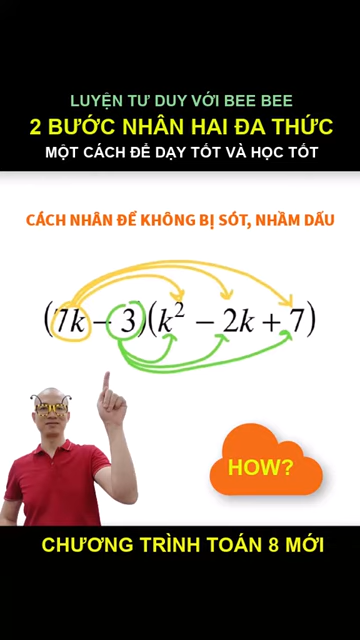 LUYỆN TƯ DUY VỚI BEE BEE
2 BƯỚC NHÂN HAI ĐA THỨC
MỘT CÁCH ĐỂ DẠY TỐT VÀ HỌC TỐT
CÁCH NHÂN ĐỂ KHÔNG BỊ SÓT, NHẦM DẤU
(7k − 3)(k² − 2k + 7)
HOW?
CHƯƠNG TRÌNH TOÁN 8 MỚI